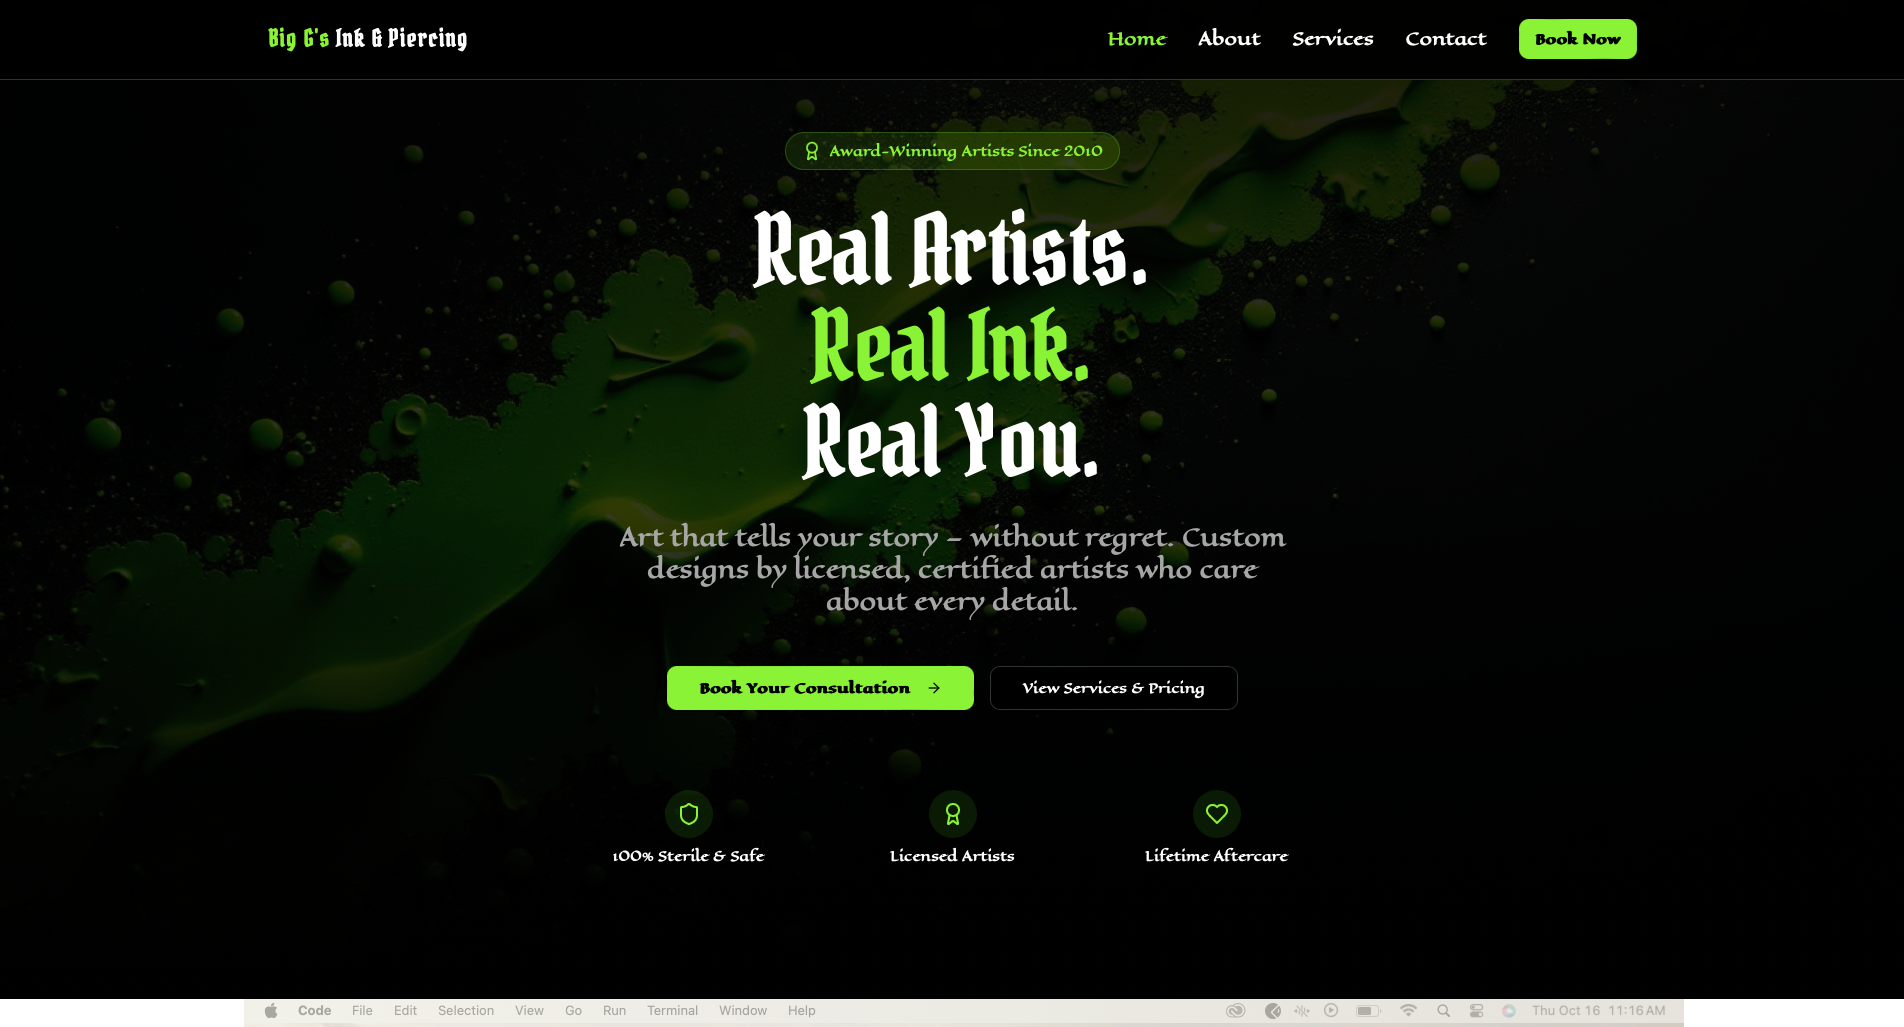 Big G's Ink & Piercing
Home About Services Contact Book Now
Award-Winning Artists Since 2010
Real Artists.
Real Ink.
Real You.
Art that tells your story – without regret. Custom
designs by licensed, certified artists who care
about every detail.
Book Your Consultation
View Services & Pricing
100% Sterile & Safe
Licensed Artists
Lifetime Aftercare
Code File Edit Selection View Go Run Terminal Window Help
Thu Oct 16 11:16 AM